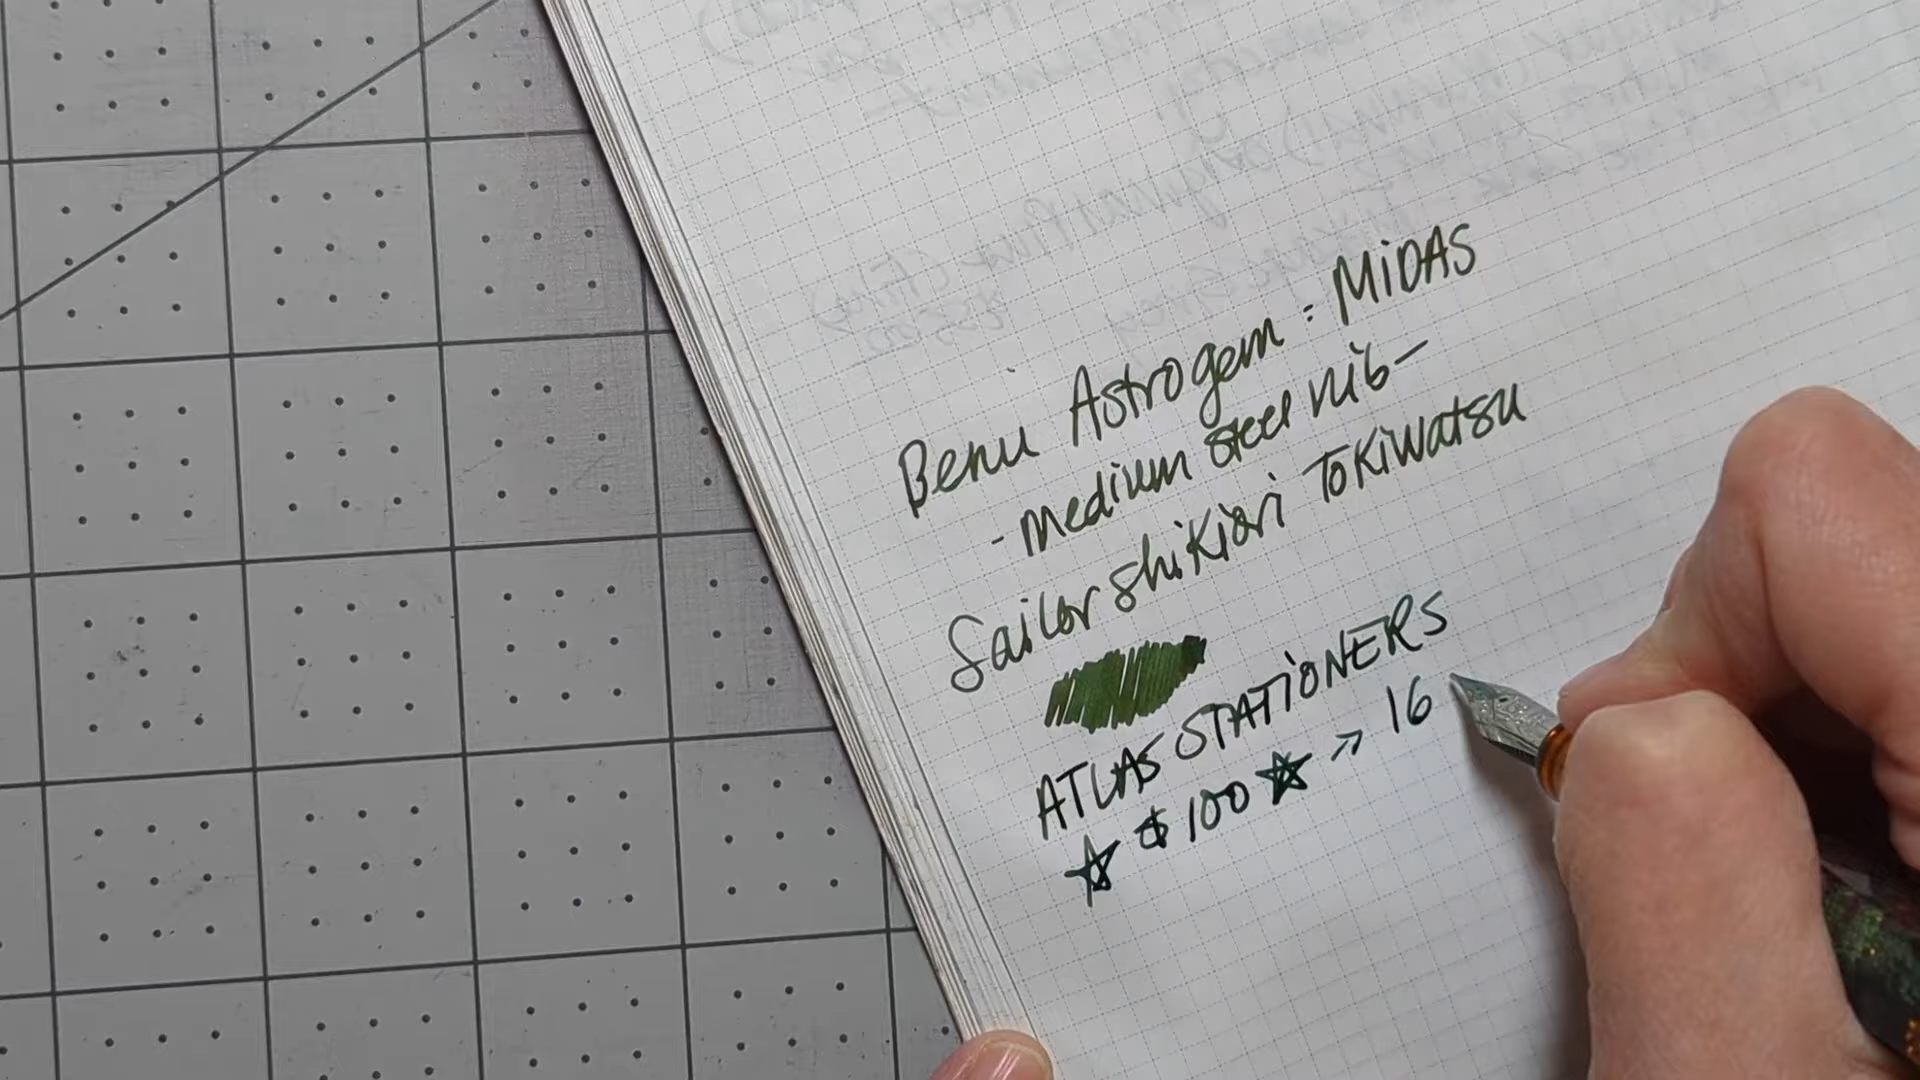 Benu Astrogem : MiDAS
- Medium steel nib -
Sailor Shikiori Tokiwatsu
ATLAS STATiONERS
☆ $100 ☆ >> 16